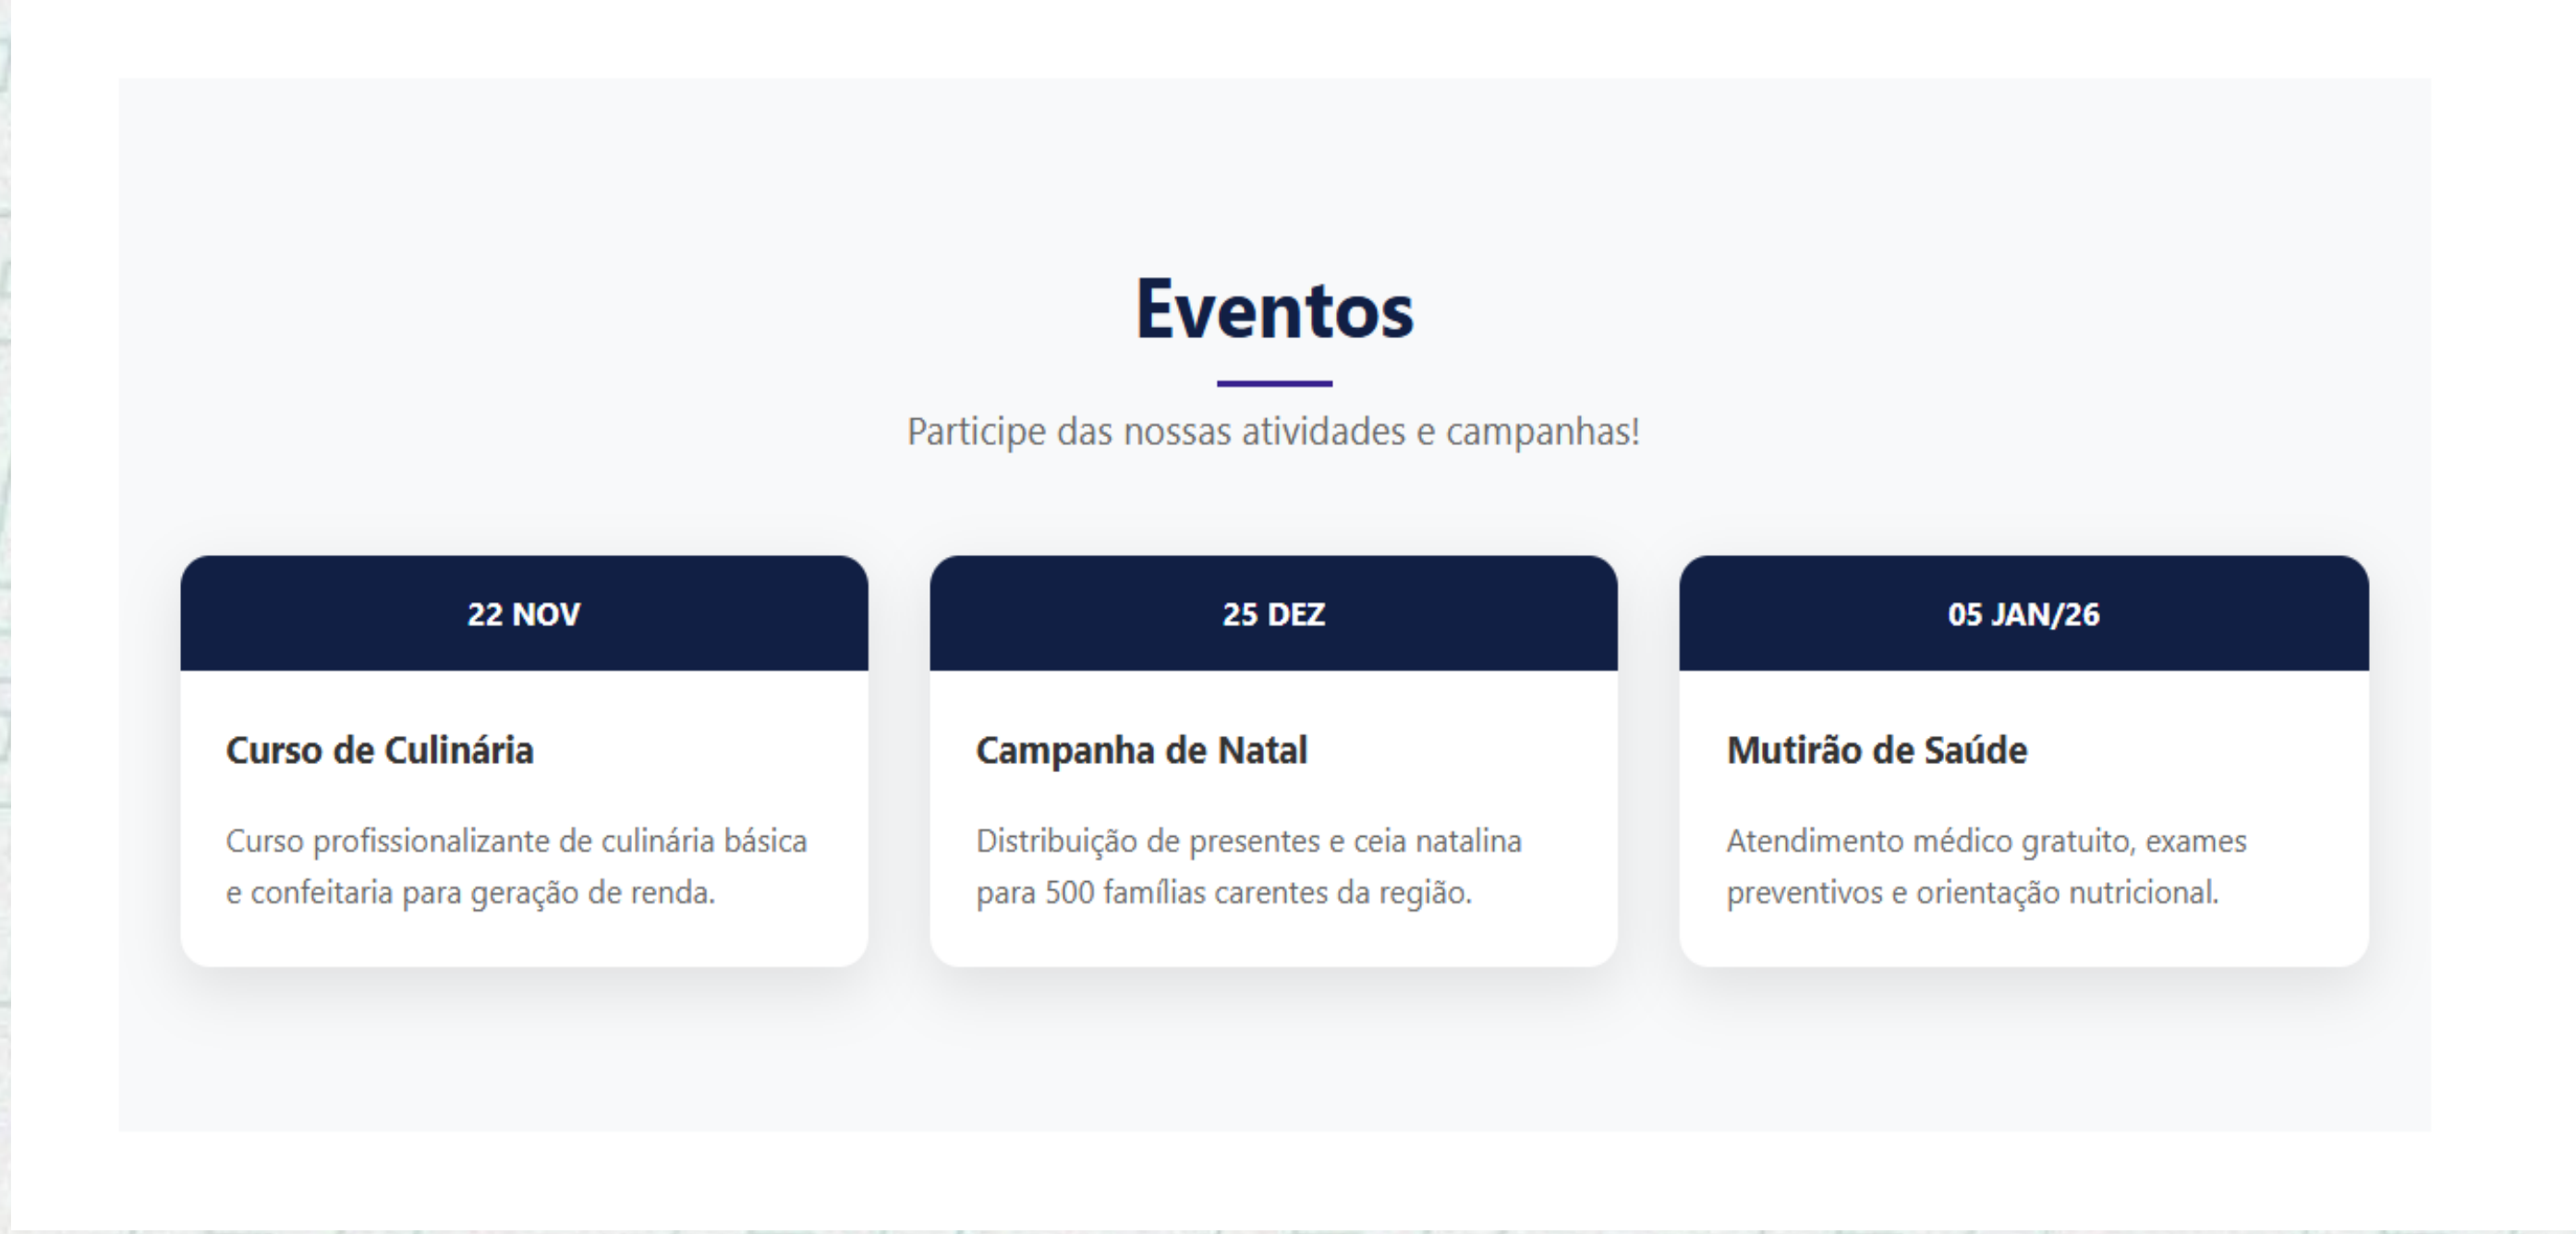 Eventos
Participe das nossas atividades e campanhas!
22 NOV
Curso de Culinária
Curso profissionalizante de culinária básica
e confeitaria para geração de renda.
25 DEZ
Campanha de Natal
Distribuição de presentes e ceia natalina
para 500 famílias carentes da região.
05 JAN/26
Mutirão de Saúde
Atendimento médico gratuito, exames
preventivos e orientação nutricional.